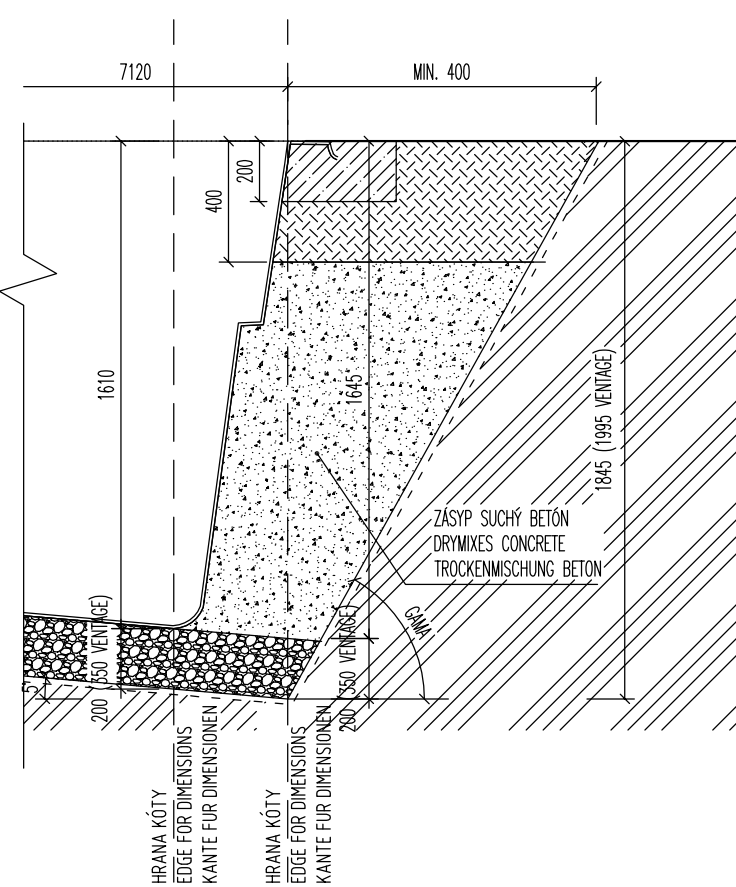 7120
MIN. 400
200
400
1610
1645
1845 (1995 VENTAGE)
ZÁSYP SUCHÝ BETÓN
DRYMIXES CONCRETE
TROCKENMISCHUNG BETON
GAMA
200 (350 VENTAGE)
200 (350 VENTAGE)
HRANA KÓTY
EDGE FOR DIMENSIONS
KANTE FUR DIMENSIONEN
HRANA KÓTY
EDGE FOR DIMENSIONS
KANTE FUR DIMENSIONEN